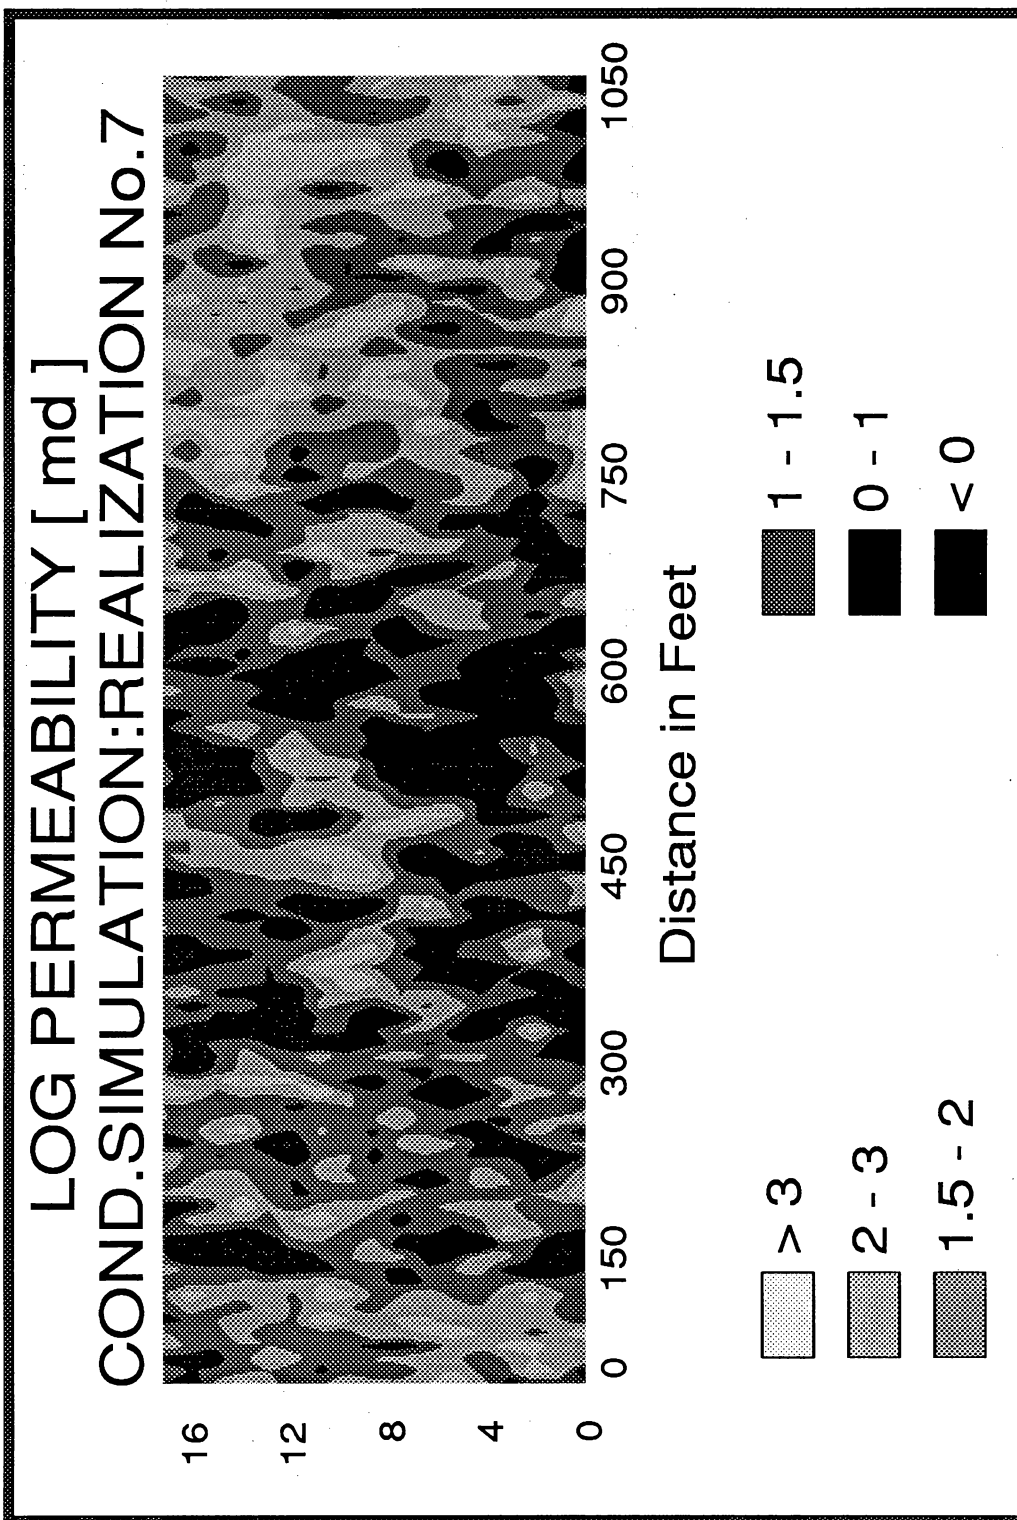 LOG PERMEABILITY [ md ]
COND.SIMULATION:REALIZATION No.7
16
12
8
4
0
0 150 300 450 600 750 900 1050
Distance in Feet
> 3
2 - 3
1.5 - 2
1 - 1.5
0 - 1
< 0